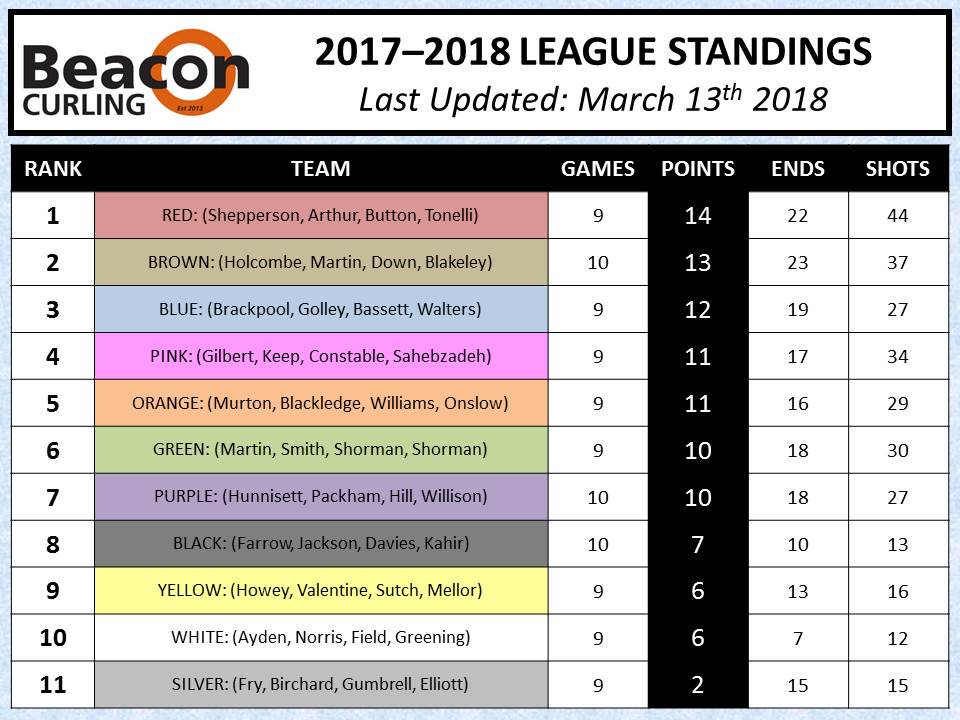 Beacon
CURLING
Est 2013
2017–2018 LEAGUE STANDINGS
Last Updated: March 13th 2018
RANK TEAM GAMES POINTS ENDS SHOTS
1 RED: (Shepperson, Arthur, Button, Tonelli) 9 14 22 44
2 BROWN: (Holcombe, Martin, Down, Blakeley) 10 13 23 37
3 BLUE: (Brackpool, Golley, Bassett, Walters) 9 12 19 27
4 PINK: (Gilbert, Keep, Constable, Sahebzadeh) 9 11 17 34
5 ORANGE: (Murton, Blackledge, Williams, Onslow) 9 11 16 29
6 GREEN: (Martin, Smith, Shorman, Shorman) 9 10 18 30
7 PURPLE: (Hunnisett, Packham, Hill, Willison) 10 10 18 27
8 BLACK: (Farrow, Jackson, Davies, Kahir) 10 7 10 13
9 YELLOW: (Howey, Valentine, Sutch, Mellor) 9 6 13 16
10 WHITE: (Ayden, Norris, Field, Greening) 9 6 7 12
11 SILVER: (Fry, Birchard, Gumbrell, Elliott) 9 2 15 15